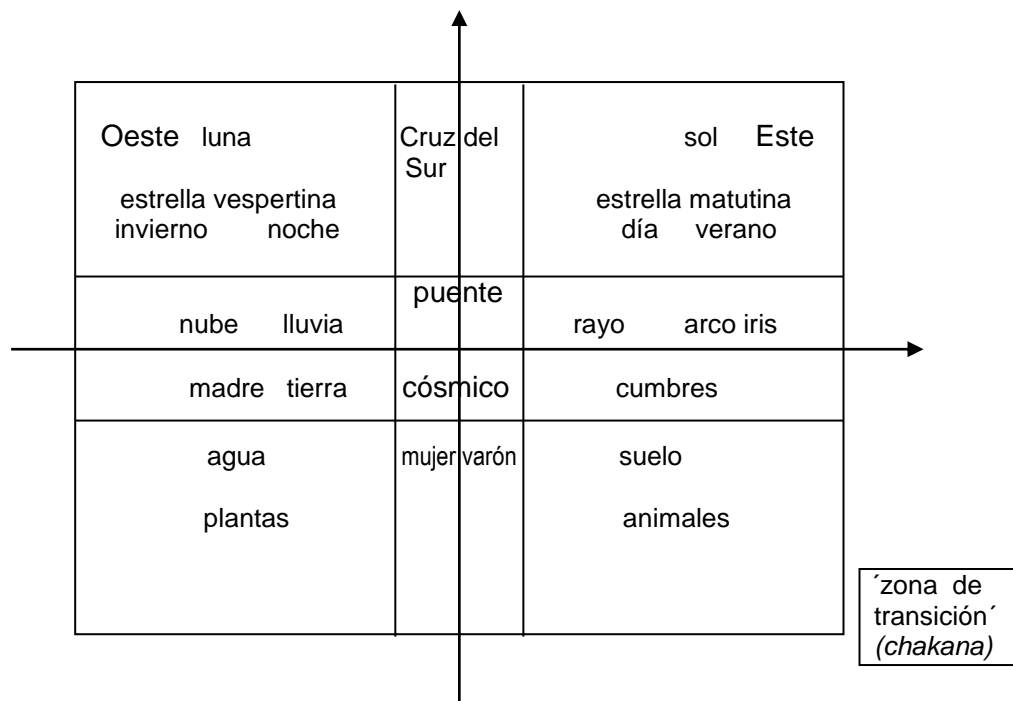 Oeste luna Cruz del sol Este
Sur
estrella vespertina estrella matutina
invierno noche día verano
puente
nube lluvia rayo arco iris
madre tierra cósmico cumbres
agua mujer varón suelo
plantas animales
´zona de
transición´
(chakana)